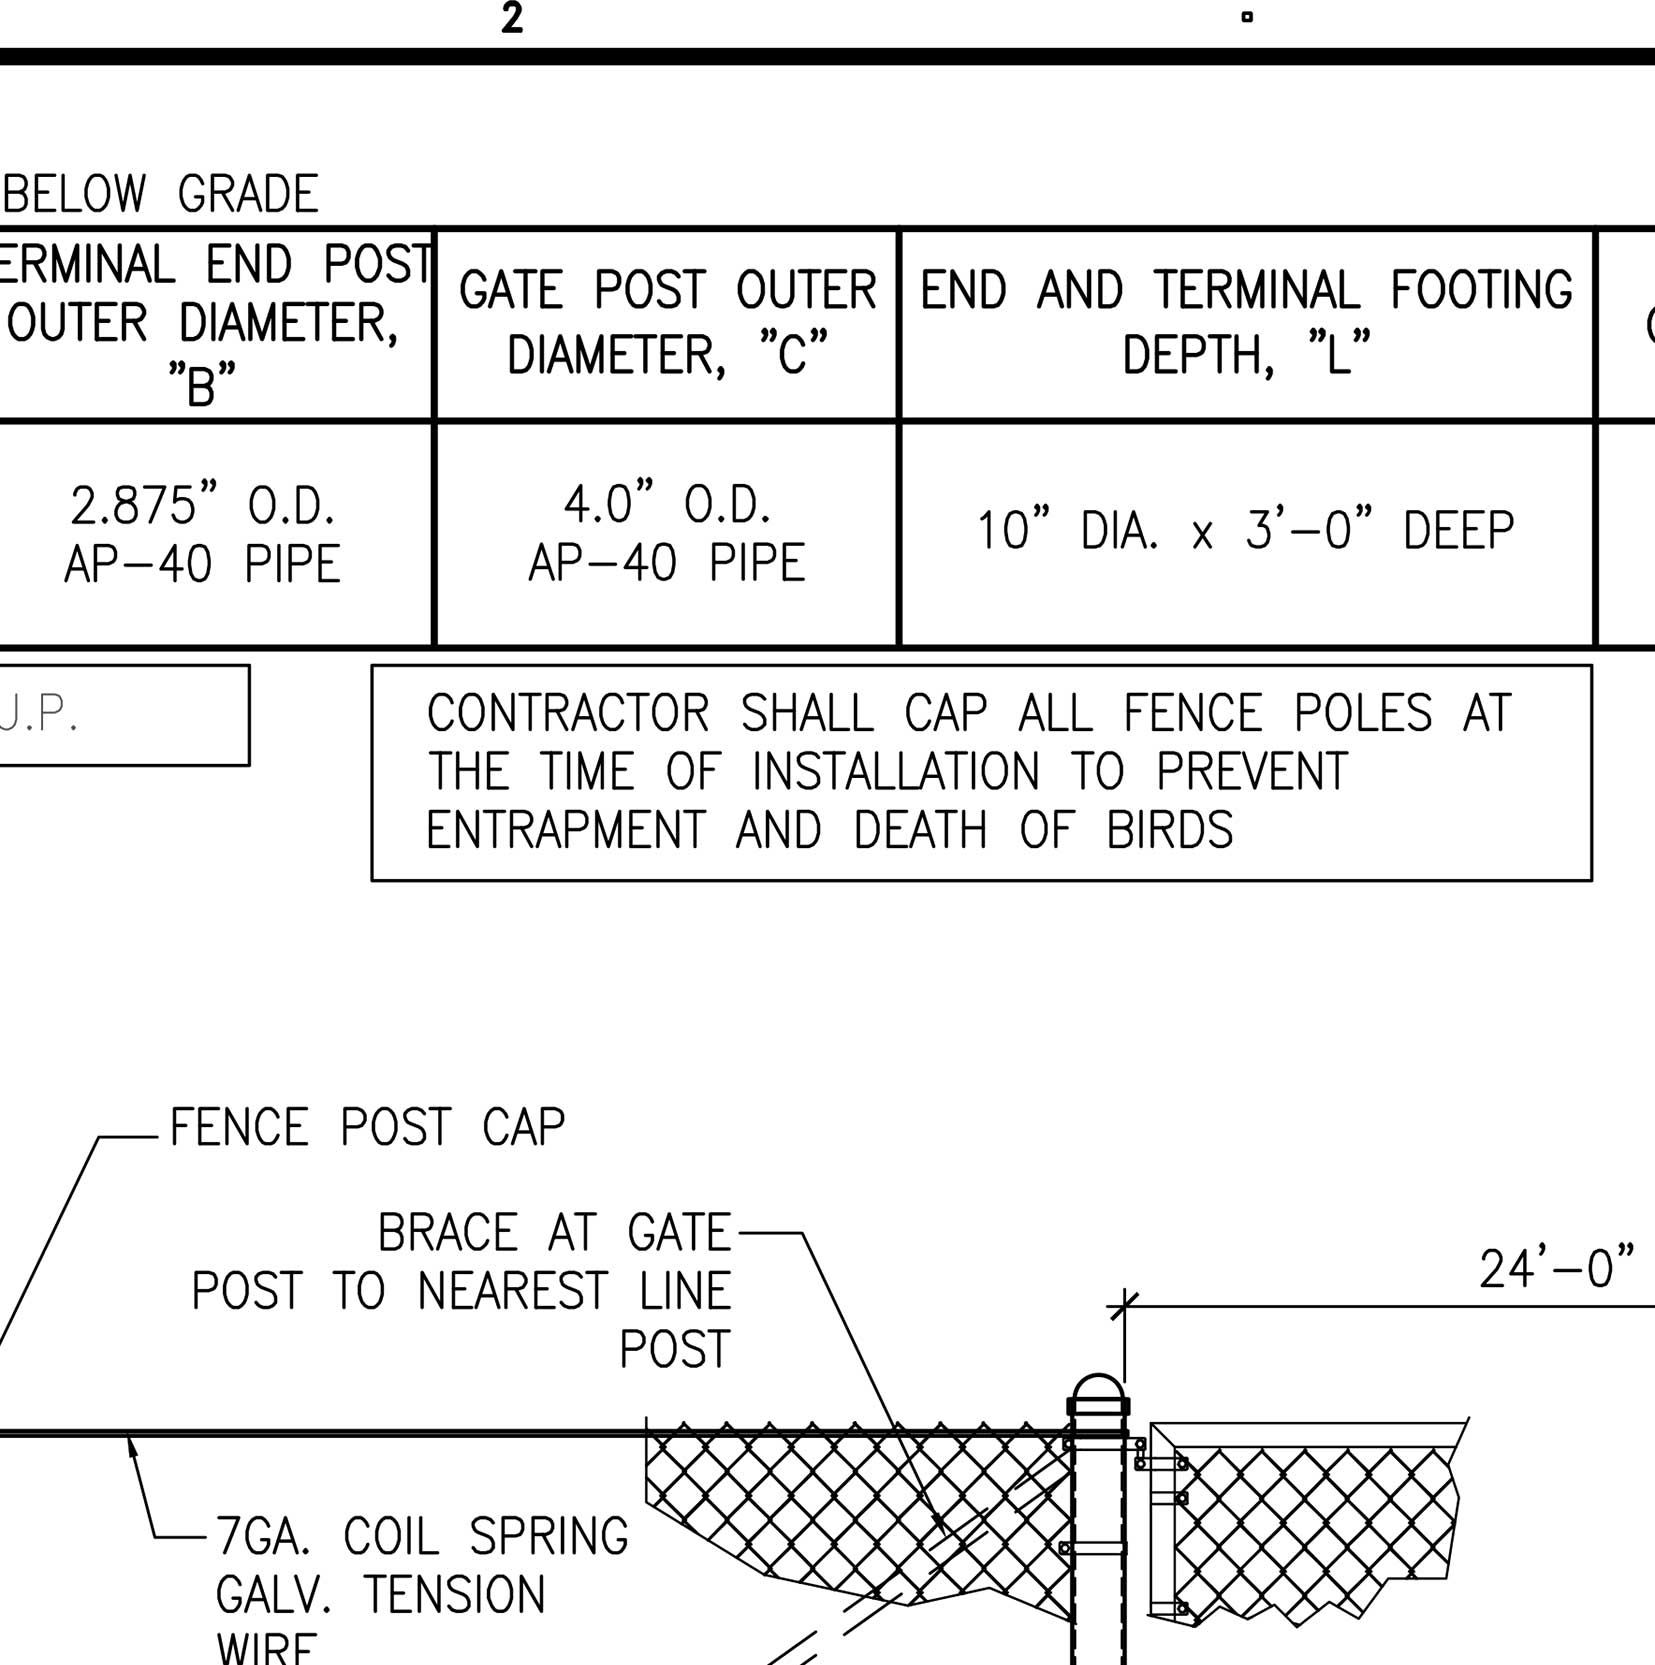 2
BELOW GRADE
ERMINAL END POST
OUTER DIAMETER,
"B"
GATE POST OUTER
DIAMETER, "C"
END AND TERMINAL FOOTING
DEPTH, "L"
2.875" O.D.
AP-40 PIPE
4.0" O.D.
AP-40 PIPE
10" DIA. x 3'-0" DEEP
U.P.
CONTRACTOR SHALL CAP ALL FENCE POLES AT
THE TIME OF INSTALLATION TO PREVENT
ENTRAPMENT AND DEATH OF BIRDS
FENCE POST CAP
BRACE AT GATE
POST TO NEAREST LINE
POST
24'-0"
7GA. COIL SPRING
GALV. TENSION
WIRE